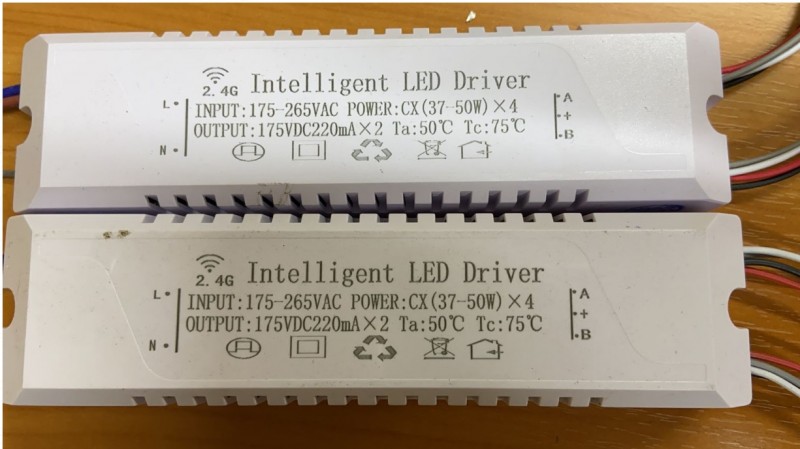 2.4G Intelligent LED Driver
L INPUT:175-265VAC POWER:CX(37-50W)×4 A
+
N OUTPUT:175VDC220mA×2 Ta:50℃ Tc:75℃ B
2.4G Intelligent LED Driver
L INPUT:175-265VAC POWER:CX(37-50W)×4 A
+
N OUTPUT:175VDC220mA×2 Ta:50℃ Tc:75℃ B